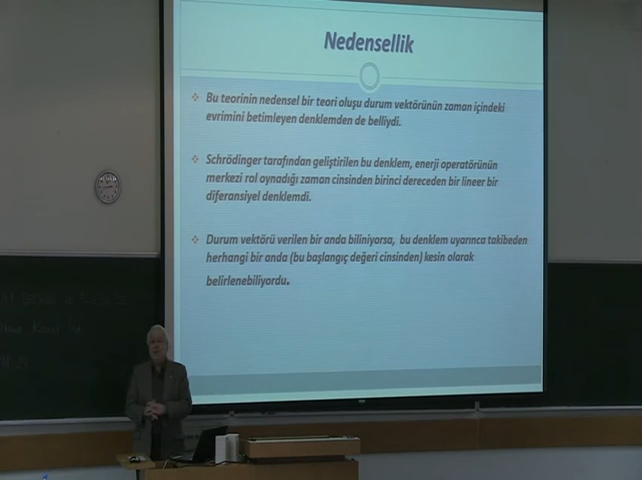 Nedensellik
Bu teorinin nedensel bir teori oluşu durum vektörünün zaman içindeki
evrimini betimleyen denklemden de belliydi.
Schrödinger tarafından geliştirilen bu denklem, enerji operatörünün
merkezi rol oynadığı zaman cinsinden birinci dereceden bir lineer bir
diferansiyel denklemdi.
Durum vektörü verilen bir anda biliniyorsa, bu denklem uyarınca takibeden
herhangi bir anda (bu başlangıç değeri cinsinden) kesin olarak
belirlenebiliyordu.